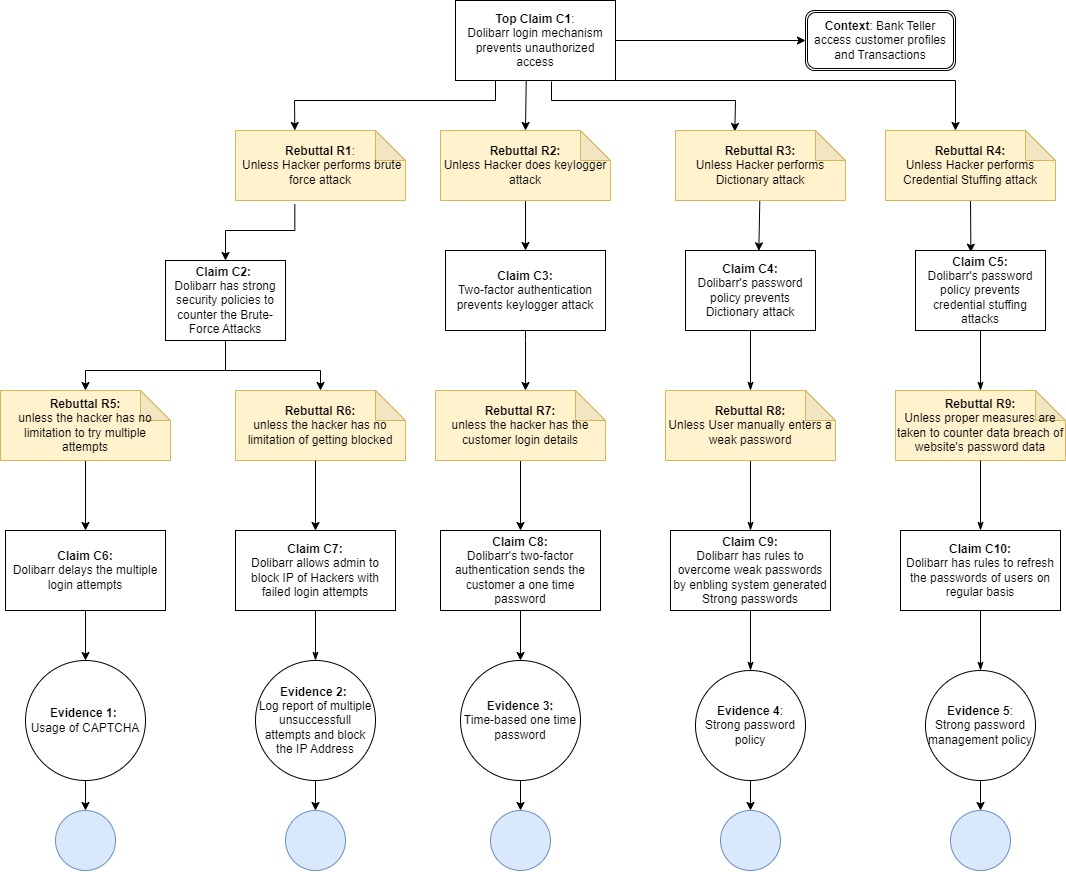 Top Claim C1:
Dolibarr login mechanism
prevents unauthorized
access
Context: Bank Teller
access customer profiles
and Transactions
Rebuttal R1:
Unless Hacker performs brute
force attack
Rebuttal R2:
Unless Hacker does keylogger
attack
Rebuttal R3:
Unless Hacker performs
Dictionary attack
Rebuttal R4:
Unless Hacker performs
Credential Stuffing attack
Claim C2:
Dolibarr has strong
security policies to
counter the Brute-
Force Attacks
Claim C3:
Two-factor authentication
prevents keylogger attack
Claim C4:
Dolibarr's password
policy prevents
Dictionary attack
Claim C5:
Dolibarr's password
policy prevents
credential stuffing
attacks
Rebuttal R5:
unless the hacker has no
limitation to try multiple
attempts
Rebuttal R6:
unless the hacker has no
limitation of getting blocked
Rebuttal R7:
unless the hacker has the
customer login details
Rebuttal R8:
Unless User manually enters a
weak password
Rebuttal R9:
Unless proper measures are
taken to counter data breach of
website's password data
Claim C6:
Dolibarr delays the multiple
login attempts
Claim C7:
Dolibarr allows admin to
block IP of Hackers with
failed login attempts
Claim C8:
Dolibarr's two-factor
authentication sends the
customer a one time
password
Claim C9:
Dolibarr has rules to
overcome weak passwords
by enbling system generated
Strong passwords
Claim C10:
Dolibarr has rules to refresh
the passwords of users on
regular basis
Evidence 1:
Usage of CAPTCHA
Evidence 2:
Log report of multiple
unsuccessfull
attempts and block
the IP Address
Evidence 3:
Time-based one time
password
Evidence 4:
Strong password
policy
Evidence 5:
Strong password
management policy